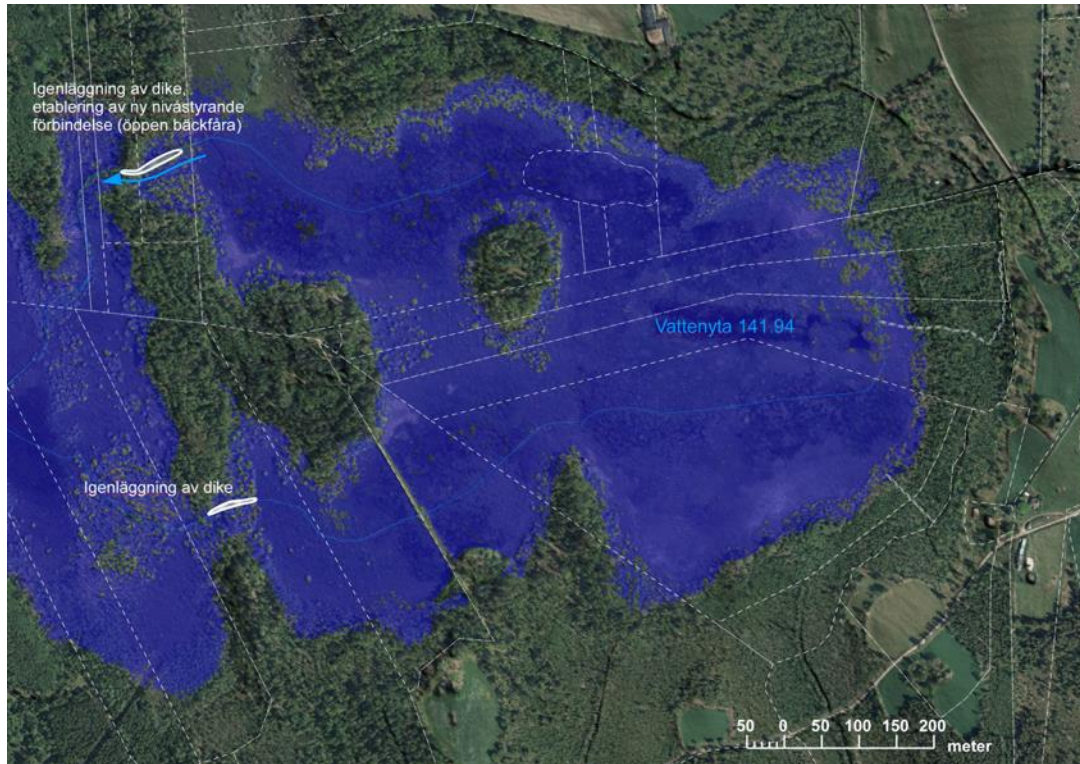 Igenläggning av dike,
etablering av ny nivåstyrande
förbindelse (öppen bäckfåra)
Vattenyta 141.94
Igenläggning av dike
50 0 50 100 150 200
meter